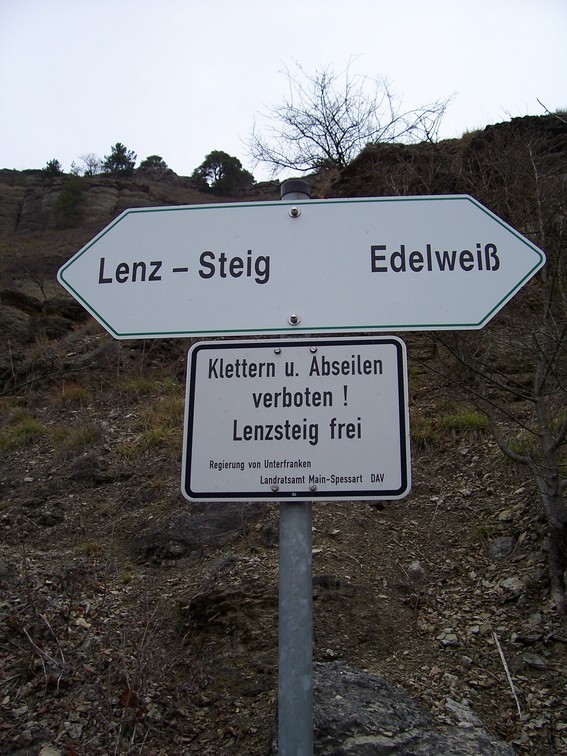 Lenz – Steig Edelweiß
Klettern u. Abseilen
verboten !
Lenzsteig frei
Regierung von Unterfranken
Landratsamt Main-Spessart DAV